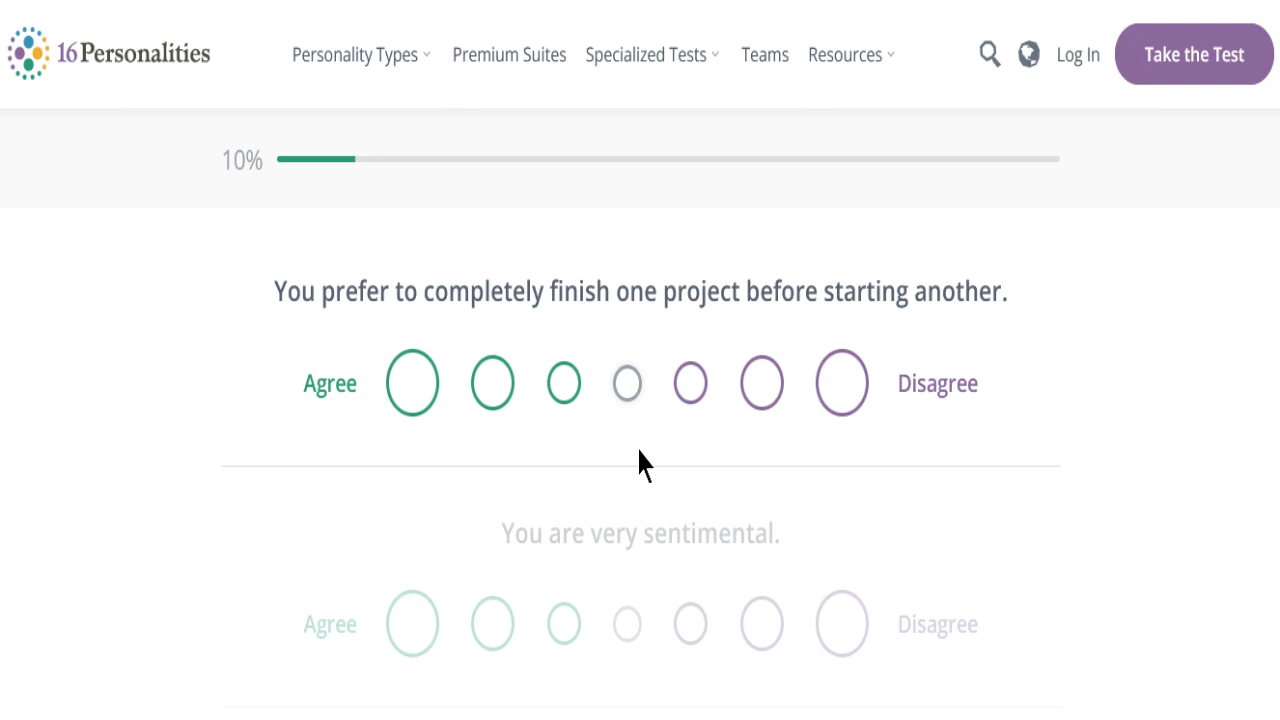 16Personalities
Personality Types Premium Suites Specialized Tests Teams Resources Log In Take the Test
10%
You prefer to completely finish one project before starting another.
Agree Disagree
You are very sentimental.
Agree Disagree